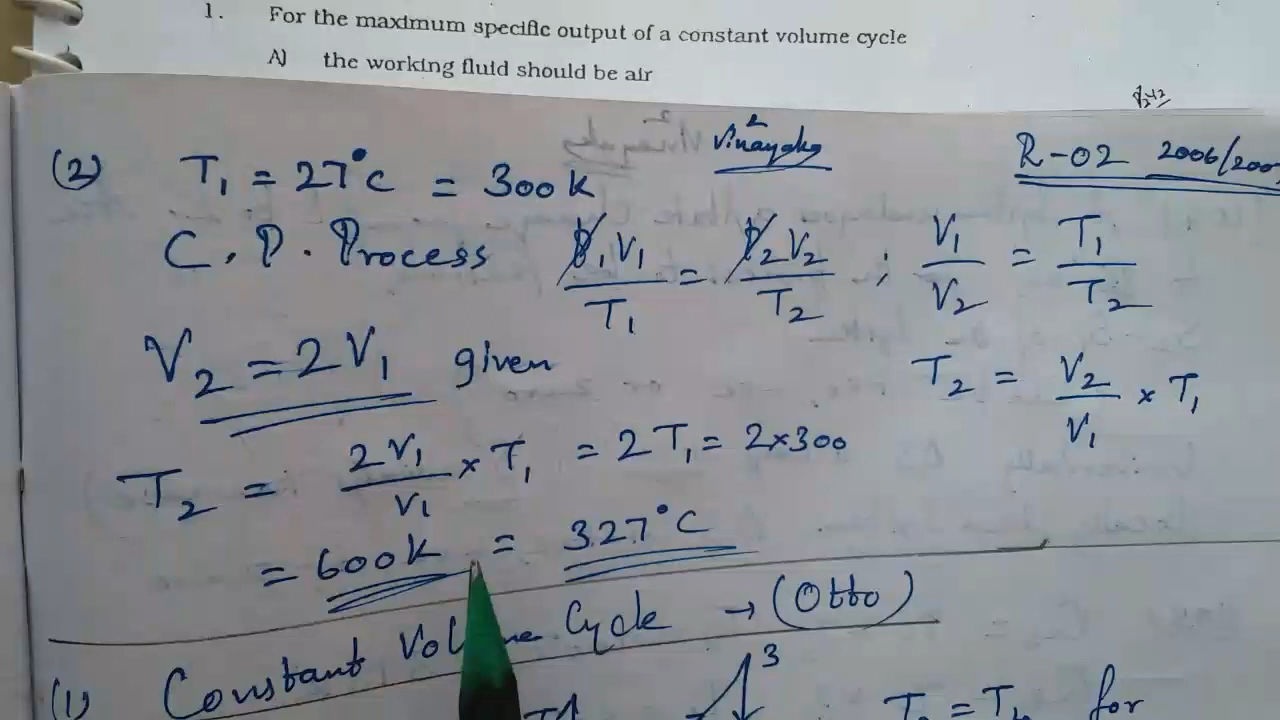 1. For the maximum specific output of a constant volume cycle
A) the working fluid should be air
Vinayaka
R-02 2006/200
(2) T₁ = 27°C = 300K
C.P. Process P₁V₁/T₁ = P₂V₂/T₂ ; V₁/V₂ = T₁/T₂
V₂ = 2V₁ given T₂ = V₂/V₁ × T₁
T₂ = 2V₁/V₁ × T₁ = 2T₁ = 2×300
= 600K = 327°C
(1) Constant Volume Cycle → (Otto)
3
for